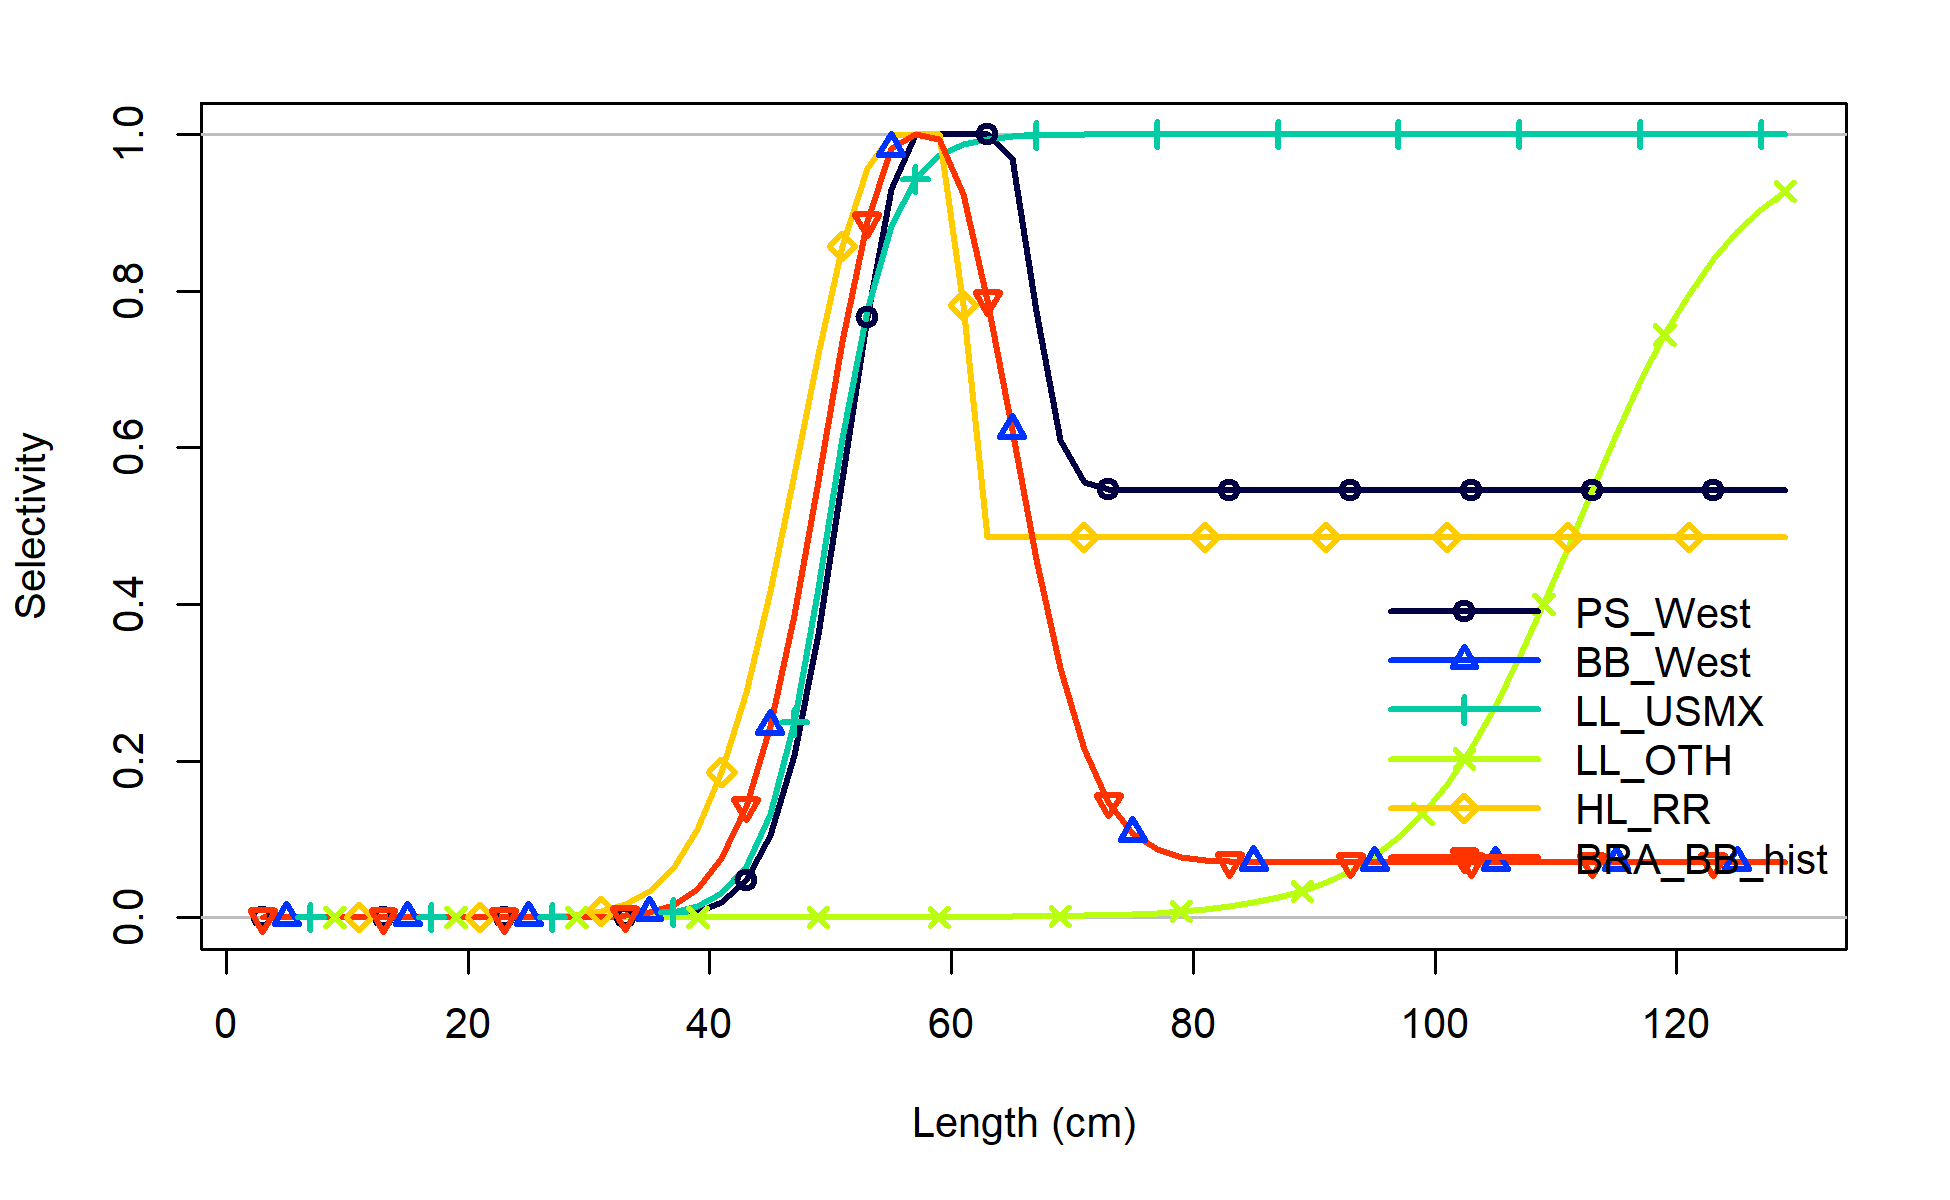 Selectivity
1.0
0.8
0.6
0.4
0.2
0.0
PS_West
BB_West
LL_USMX
LL_OTH
HL_RR
BRA_BB_hist
0 20 40 60 80 100 120
Length (cm)